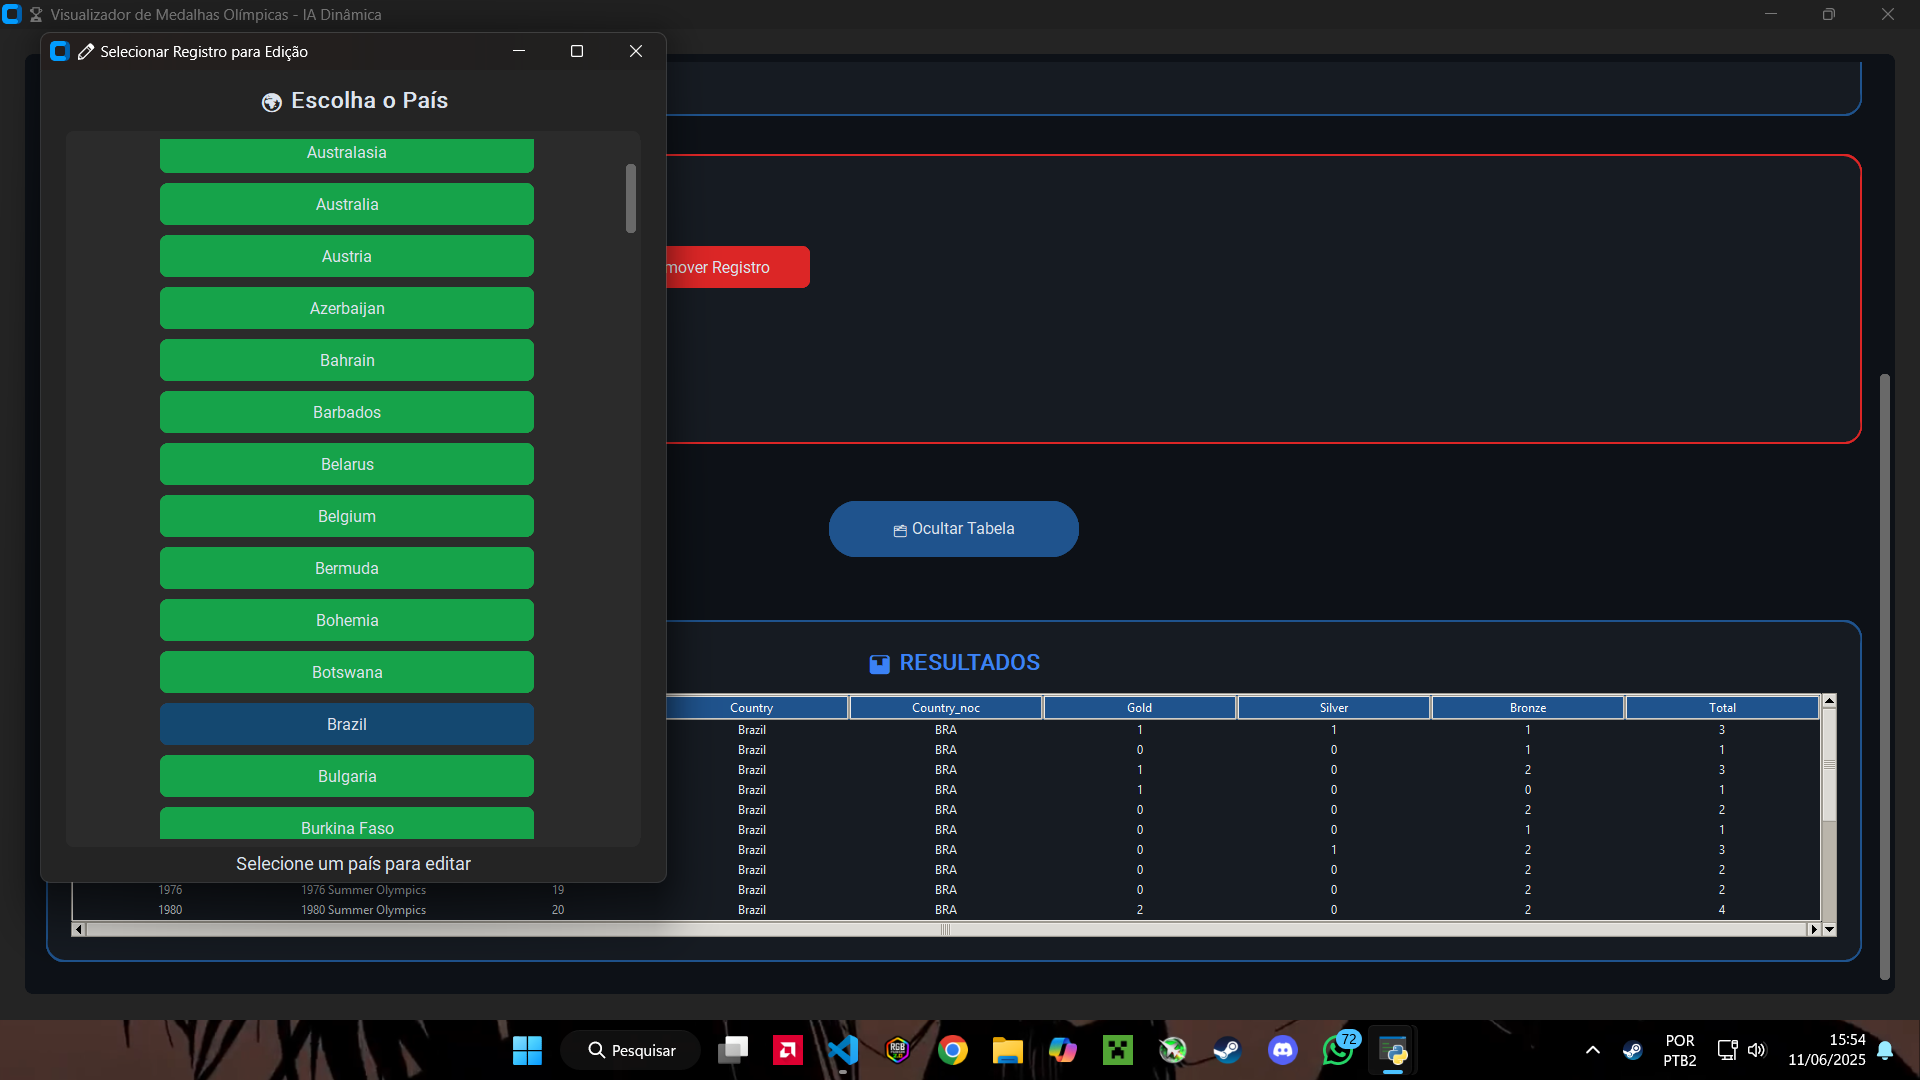 Visualizador de Medalhas Olímpicas - IA Dinâmica
Selecionar Registro para Edição
Escolha o País
Australasia
Australia
Austria
Azerbaijan
Bahrain
Barbados
Belarus
Belgium
Bermuda
Bohemia
Botswana
Brazil
Bulgaria
Burkina Faso
Selecione um país para editar
mover Registro
Ocultar Tabela
RESULTADOS
Country Country_noc Gold Silver Bronze Total
Brazil BRA 1 1 1 3
Brazil BRA 0 0 1 1
Brazil BRA 1 0 2 3
Brazil BRA 1 0 0 1
Brazil BRA 0 0 2 2
Brazil BRA 0 0 1 1
Brazil BRA 0 1 2 3
Brazil BRA 0 0 2 2
1976 1976 Summer Olympics 19 Brazil BRA 0 0 2 2
1980 1980 Summer Olympics 20 Brazil BRA 2 0 2 4
Pesquisar
RGB
72
POR
PTB2
15:54
11/06/2025